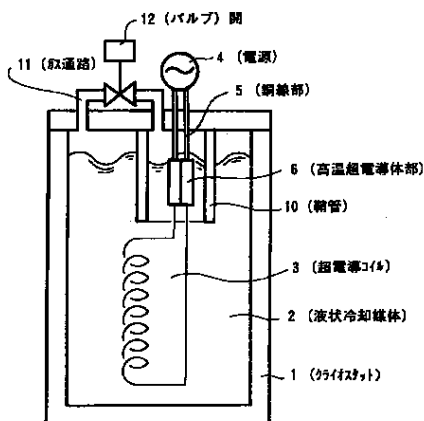 12 (バルブ) 開
11 (連通路)
4 (電源)
5 (銅線部)
6 (高温超電導体部)
10 (鞘管)
3 (超電導コイル)
2 (液状冷却媒体)
1 (クライオスタット)